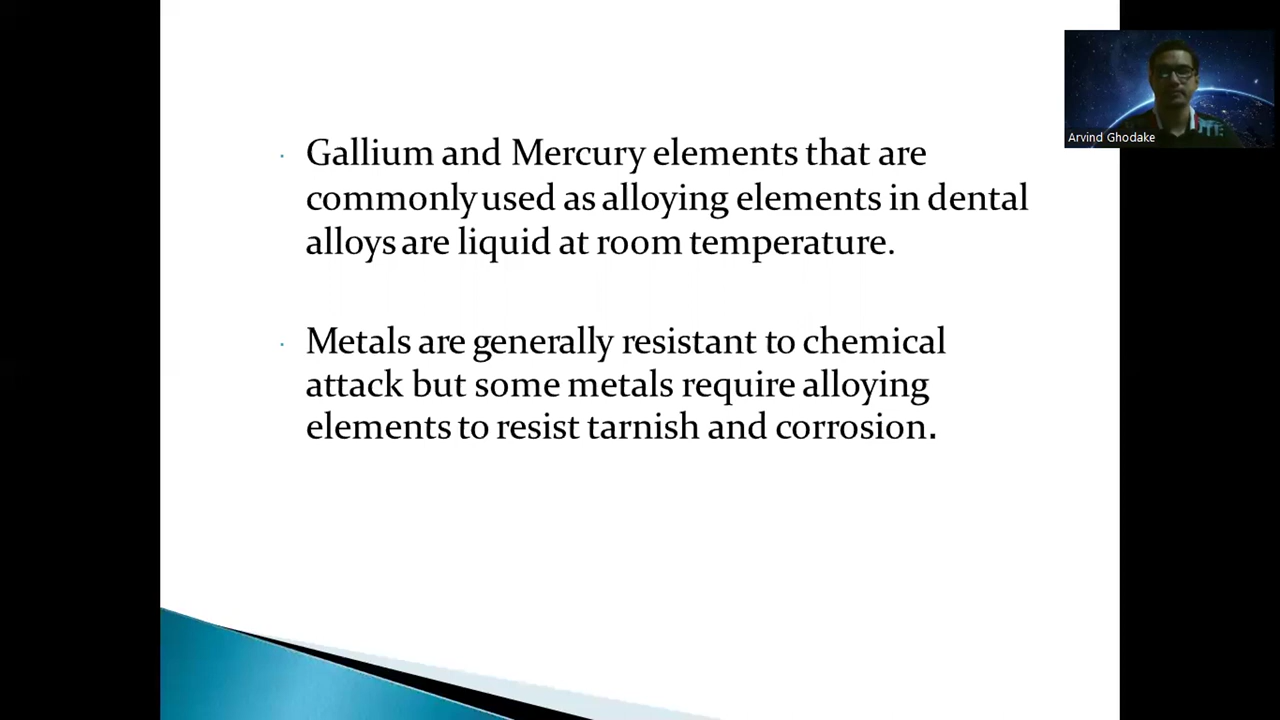 Gallium and Mercury elements that are
commonly used as alloying elements in dental
alloys are liquid at room temperature.
Metals are generally resistant to chemical
attack but some metals require alloying
elements to resist tarnish and corrosion.
Arvind Ghodake